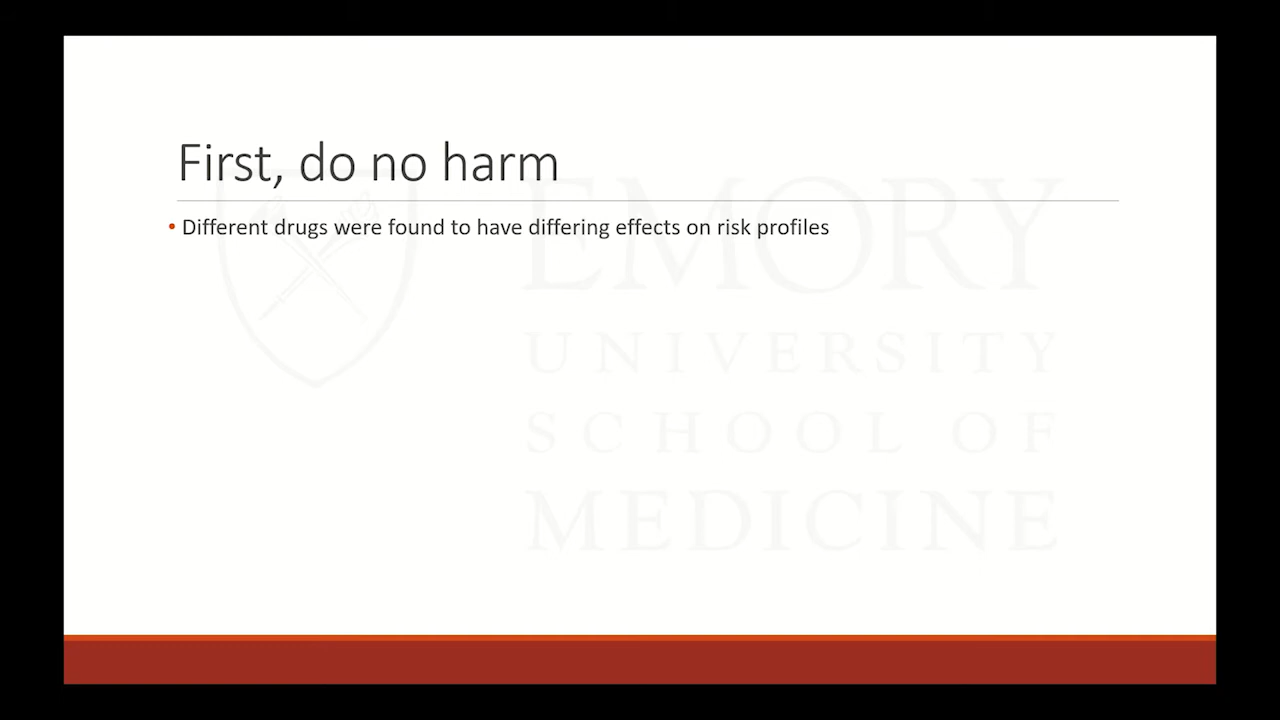 First, do no harm
• Different drugs were found to have differing effects on risk profiles
EMORY
UNIVERSITY
SCHOOL OF
MEDICINE